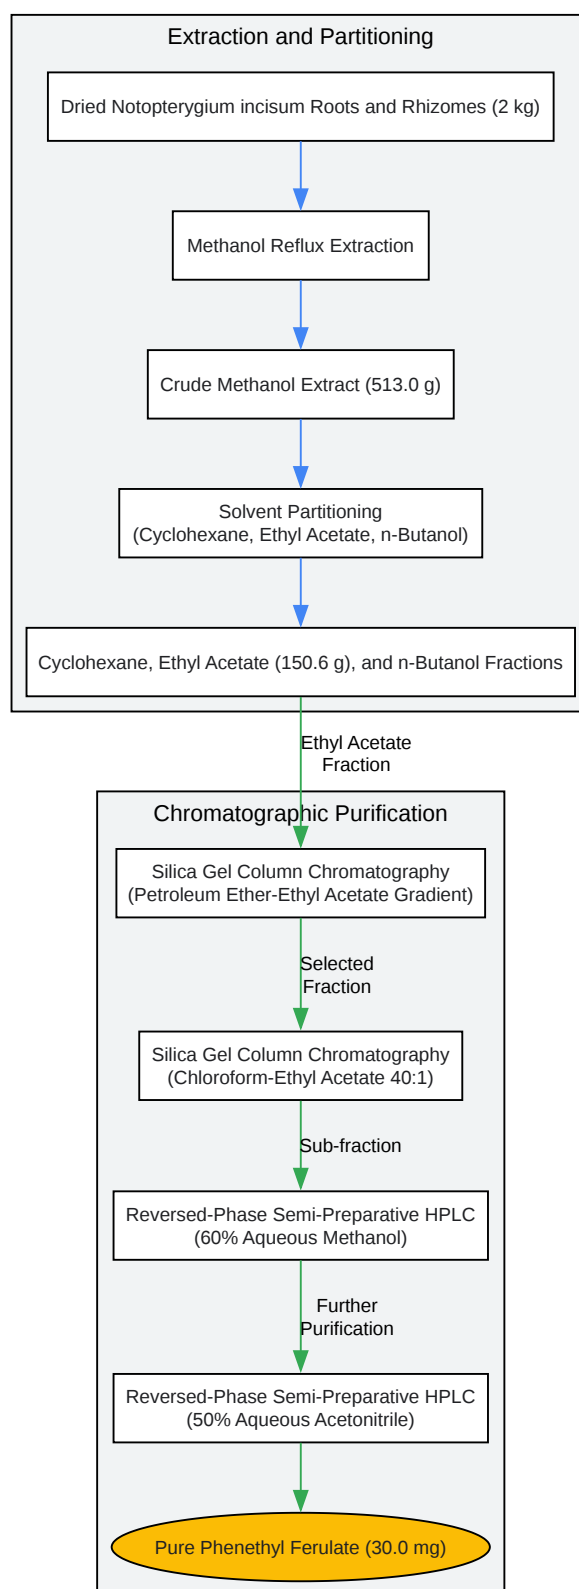 Extraction and Partitioning
Dried Notopterygium incisum Roots and Rhizomes (2 kg)
Methanol Reflux Extraction
Crude Methanol Extract (513.0 g)
Solvent Partitioning
(Cyclohexane, Ethyl Acetate, n-Butanol)
Cyclohexane, Ethyl Acetate (150.6 g), and n-Butanol Fractions
Ethyl Acetate
Fraction
Chromatographic Purification
Silica Gel Column Chromatography
(Petroleum Ether-Ethyl Acetate Gradient)
Selected
Fraction
Silica Gel Column Chromatography
(Chloroform-Ethyl Acetate 40:1)
Sub-fraction
Reversed-Phase Semi-Preparative HPLC
(60% Aqueous Methanol)
Further
Purification
Reversed-Phase Semi-Preparative HPLC
(50% Aqueous Acetonitrile)
Pure Phenethyl Ferulate (30.0 mg)